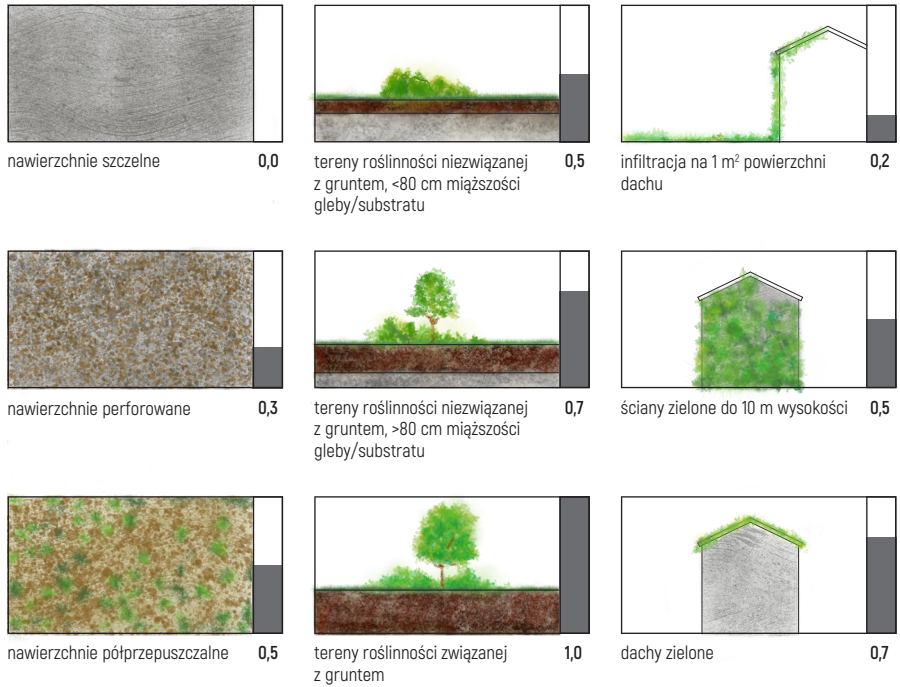 nawierzchnie szczelne 0,0
tereny roślinności niezwiązanej 0,5
z gruntem, <80 cm miąższości
gleby/substratu
infiltracja na 1 m² powierzchni 0,2
dachu
nawierzchnie perforowane 0,3
tereny roślinności niezwiązanej 0,7
z gruntem, >80 cm miąższości
gleby/substratu
ściany zielone do 10 m wysokości 0,5
nawierzchnie półprzepuszczalne 0,5
tereny roślinności związanej 1,0
z gruntem
dachy zielone 0,7